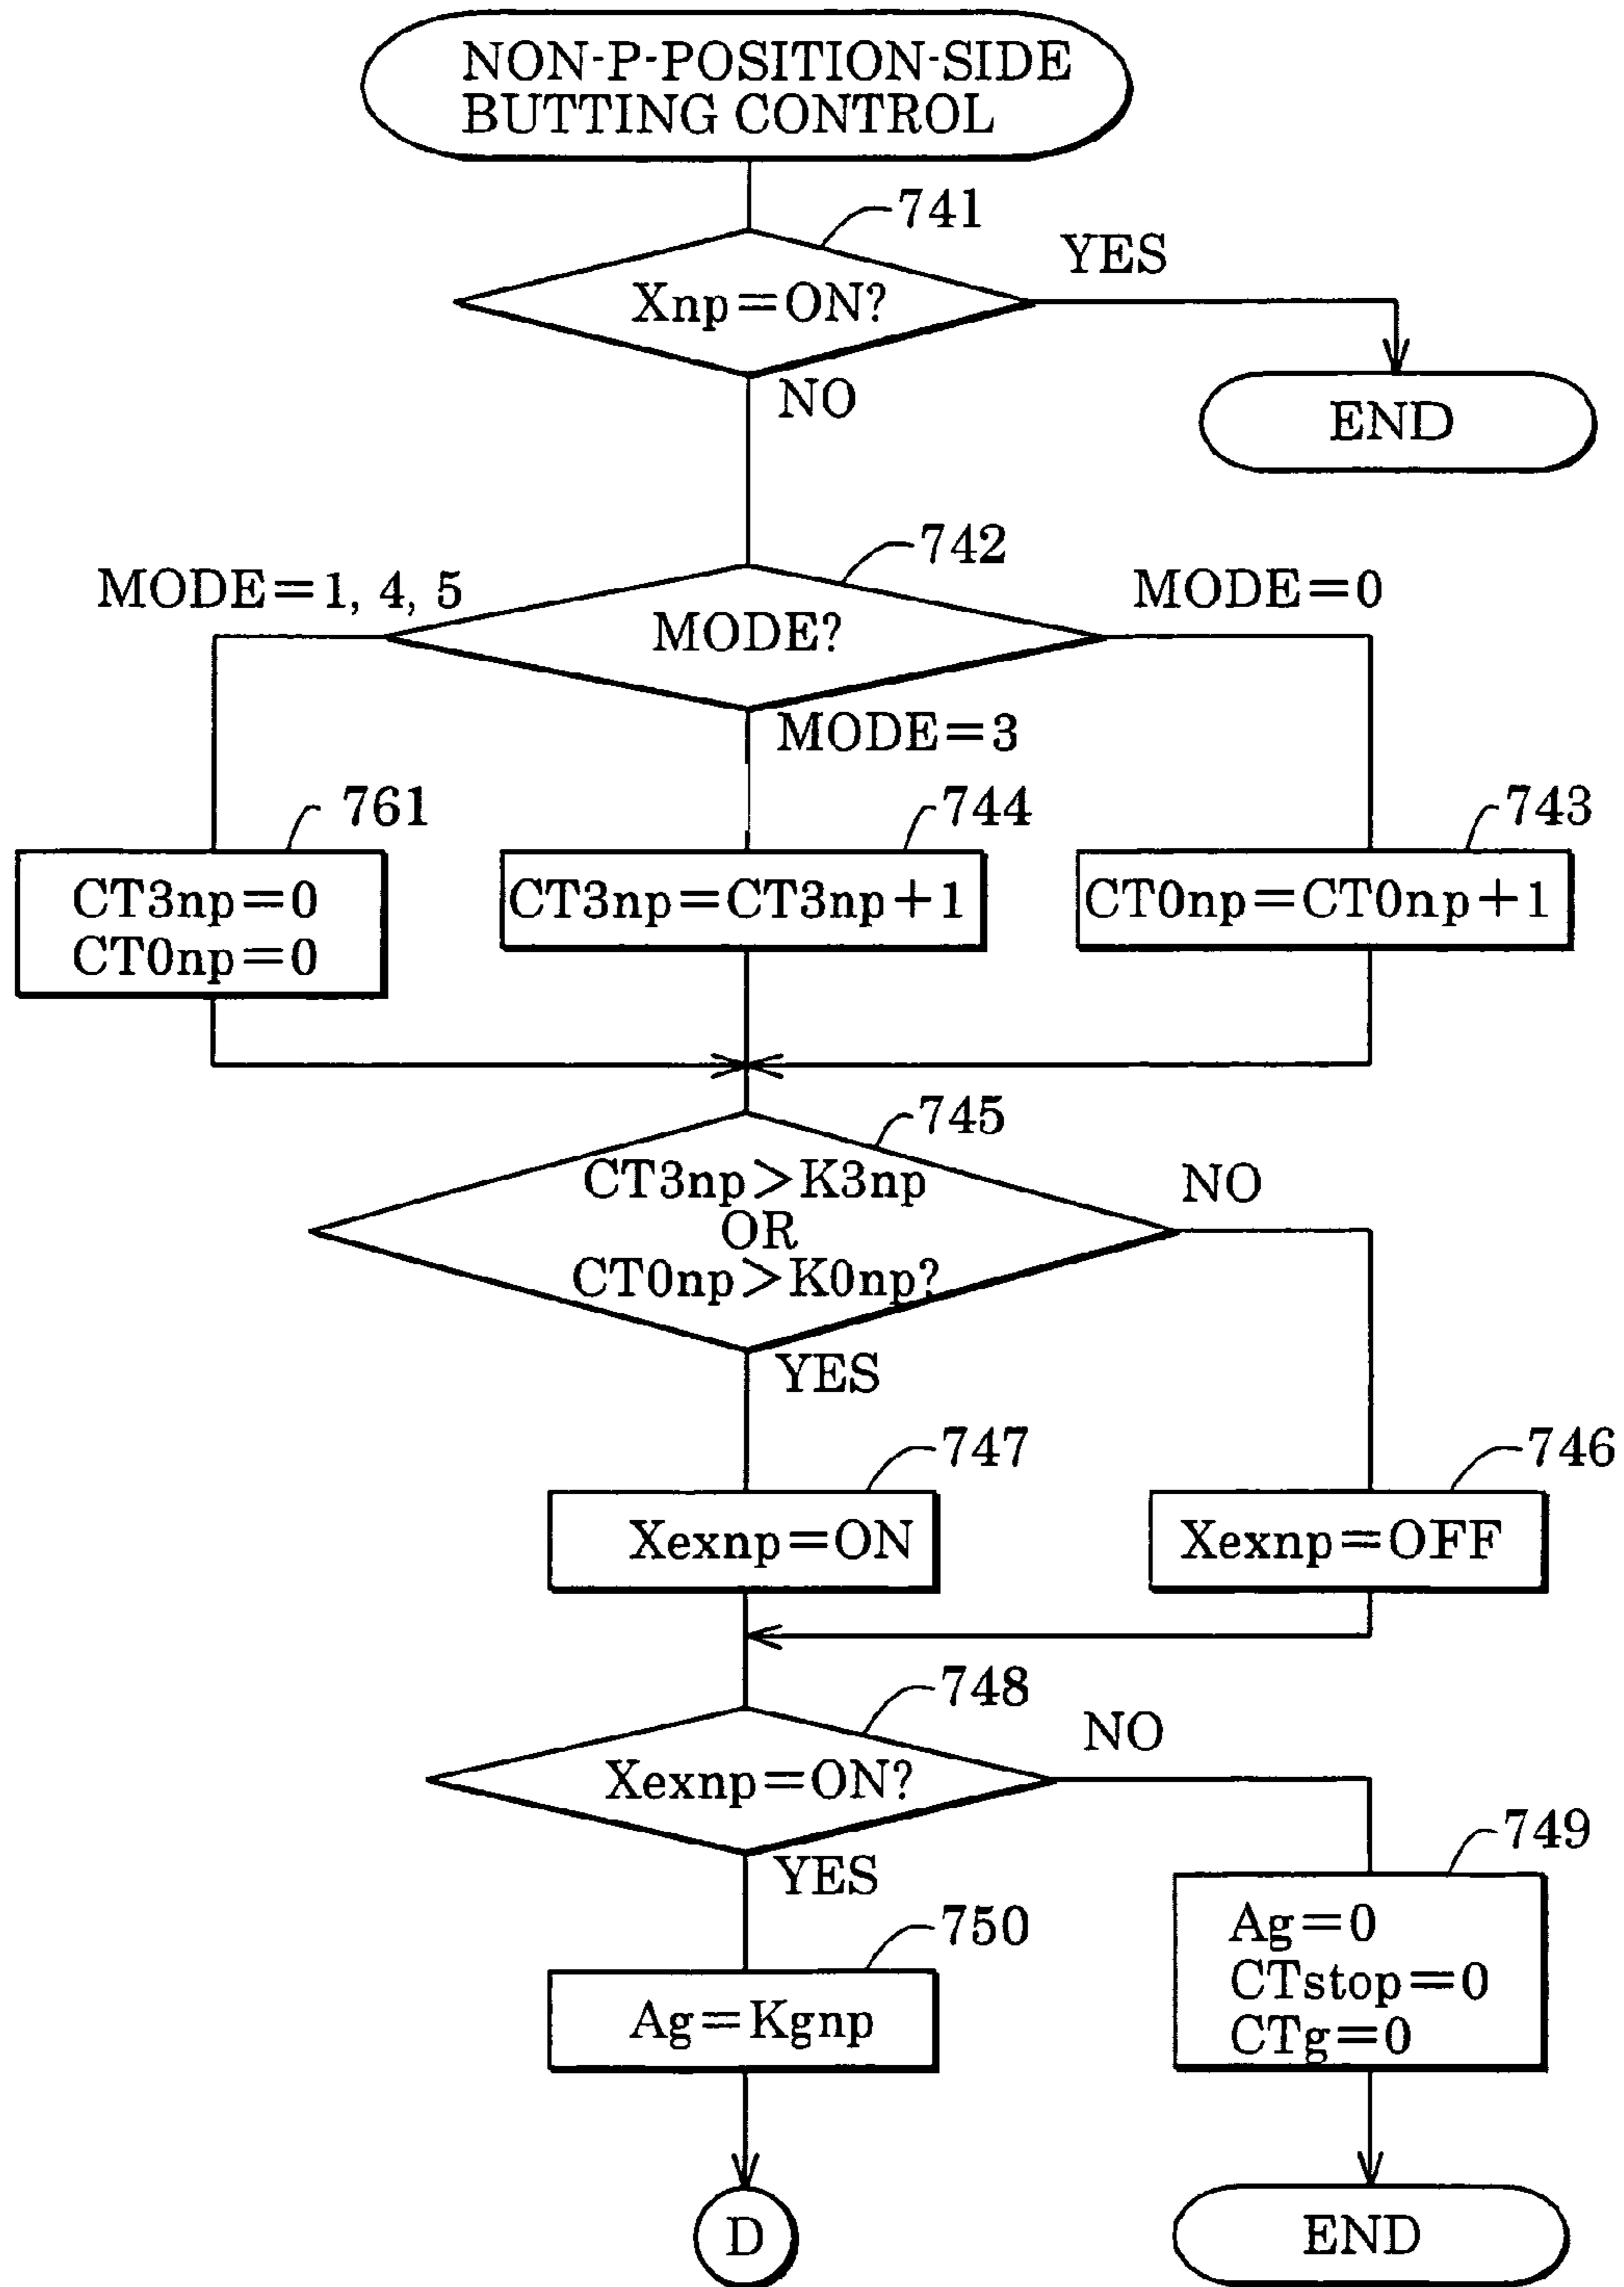 NON-P-POSITION-SIDE
BUTTING CONTROL
741
YES
Xnp=ON?
NO
END
742
MODE=1, 4, 5
MODE=0
MODE?
MODE=3
761
744
743
CT3np=0
CT0np=0
CT3np=CT3np+1
CT0np=CT0np+1
745
CT3np>K3np
OR
CT0np>K0np?
NO
YES
747
746
Xexnp=ON
Xexnp=OFF
748
NO
Xexnp=ON?
749
YES
750
Ag=0
CTstop=0
CTg=0
Ag=Kgnp
D
END